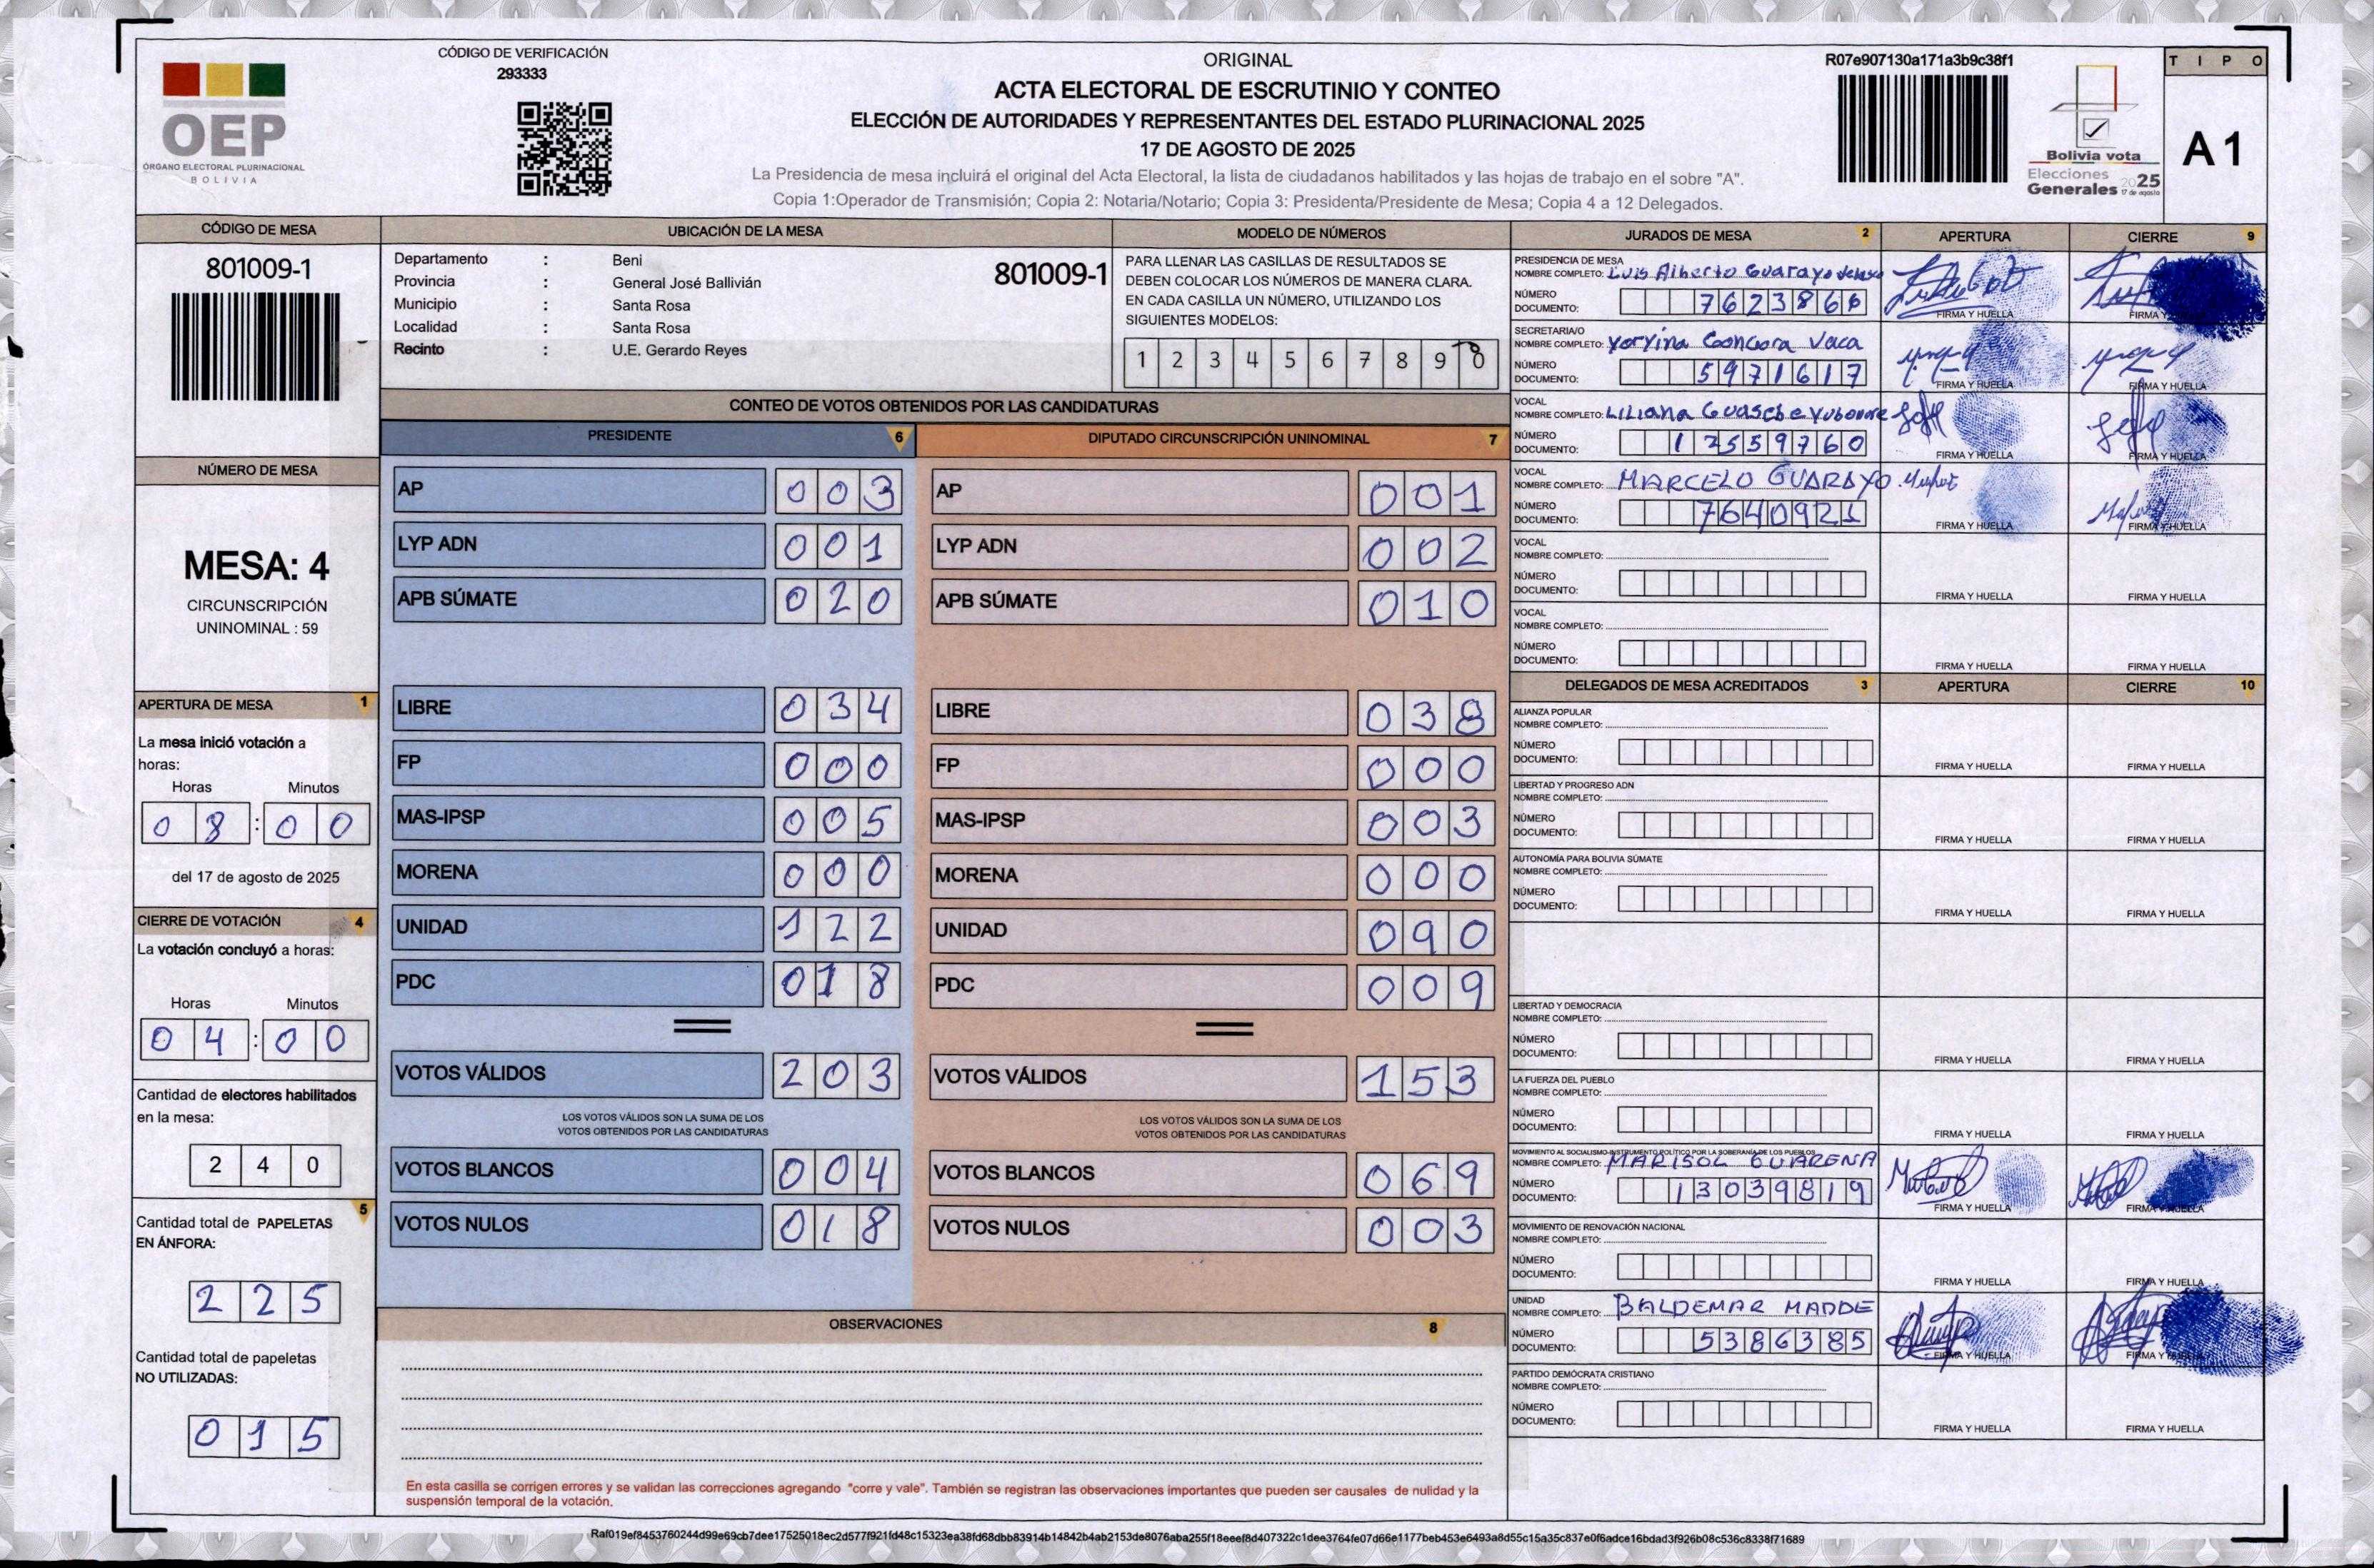 CÓDIGO DE VERIFICACIÓN
293333
OEP
ÓRGANO ELECTORAL PLURINACIONAL
BOLIVIA
ORIGINAL
ACTA ELECTORAL DE ESCRUTINIO Y CONTEO
ELECCIÓN DE AUTORIDADES Y REPRESENTANTES DEL ESTADO PLURINACIONAL 2025
17 DE AGOSTO DE 2025
La Presidencia de mesa incluirá el original del Acta Electoral, la lista de ciudadanos habilitados y las hojas de trabajo en el sobre "A".
Copia 1:Operador de Transmisión; Copia 2: Notaria/Notario; Copia 3: Presidenta/Presidente de Mesa; Copia 4 a 12 Delegados.
R07e907130a171a3b9c38f1
Bolivia vota
Elecciones
Generales 2025
17 de agosto
TIPO
A1
CÓDIGO DE MESA
801009-1
UBICACIÓN DE LA MESA
Departamento : Beni
Provincia : General José Ballivián
Municipio : Santa Rosa
Localidad : Santa Rosa
Recinto : U.E. Gerardo Reyes
801009-1
MODELO DE NÚMEROS
PARA LLENAR LAS CASILLAS DE RESULTADOS SE
DEBEN COLOCAR LOS NÚMEROS DE MANERA CLARA.
EN CADA CASILLA UN NÚMERO, UTILIZANDO LOS
SIGUIENTES MODELOS:
1 2 3 4 5 6 7 8 9 0
NÚMERO DE MESA
MESA: 4
CIRCUNSCRIPCIÓN
UNINOMINAL : 59
APERTURA DE MESA 1
La mesa inició votación a
horas:
Horas Minutos
08:00
del 17 de agosto de 2025
CIERRE DE VOTACIÓN 4
La votación concluyó a horas:
Horas Minutos
04:00
Cantidad de electores habilitados
en la mesa:
240
5
Cantidad total de PAPELETAS
EN ÁNFORA:
225
Cantidad total de papeletas
NO UTILIZADAS:
015
CONTEO DE VOTOS OBTENIDOS POR LAS CANDIDATURAS
PRESIDENTE 6
AP 003
LYP ADN 001
APB SÚMATE 020
LIBRE 034
FP 000
MAS-IPSP 005
MORENA 000
UNIDAD 122
PDC 018
VOTOS VÁLIDOS 203
LOS VOTOS VÁLIDOS SON LA SUMA DE LOS
VOTOS OBTENIDOS POR LAS CANDIDATURAS
VOTOS BLANCOS 004
VOTOS NULOS 018
DIPUTADO CIRCUNSCRIPCIÓN UNINOMINAL 7
AP 001
LYP ADN 002
APB SÚMATE 010
LIBRE 038
FP 000
MAS-IPSP 003
MORENA 000
UNIDAD 090
PDC 009
VOTOS VÁLIDOS 153
LOS VOTOS VÁLIDOS SON LA SUMA DE LOS
VOTOS OBTENIDOS POR LAS CANDIDATURAS
VOTOS BLANCOS 069
VOTOS NULOS 003
OBSERVACIONES 8
En esta casilla se corrigen errores y se validan las correcciones agregando "corre y vale". También se registran las observaciones importantes que pueden ser causales de nulidad y la
suspensión temporal de la votación.
JURADOS DE MESA 2 APERTURA CIERRE 9
PRESIDENCIA DE MESA
NOMBRE COMPLETO: Luis Alberto Guarayo
NÚMERO
DOCUMENTO: 7623866
FIRMA Y HUELLA FIRMA Y
SECRETARIA/O
NOMBRE COMPLETO: Yoryina Gongora Vaca
NÚMERO
DOCUMENTO: 5971617
FIRMA Y HUELLA FIRMA Y HUELLA
VOCAL
NOMBRE COMPLETO: Liliana Guasebe
NÚMERO
DOCUMENTO: 12559760
FIRMA Y HUELLA FIRMA Y HUELLA
VOCAL
NOMBRE COMPLETO: MARCELO GUARAYO
NÚMERO
DOCUMENTO: 7640921
FIRMA Y HUELLA FIRMA Y HUELLA
VOCAL
NOMBRE COMPLETO:
NÚMERO
DOCUMENTO:
FIRMA Y HUELLA FIRMA Y HUELLA
VOCAL
NOMBRE COMPLETO:
NÚMERO
DOCUMENTO:
FIRMA Y HUELLA FIRMA Y HUELLA
DELEGADOS DE MESA ACREDITADOS 3 APERTURA CIERRE 10
ALIANZA POPULAR
NOMBRE COMPLETO:
NÚMERO
DOCUMENTO:
FIRMA Y HUELLA FIRMA Y HUELLA
LIBERTAD Y PROGRESO ADN
NOMBRE COMPLETO:
NÚMERO
DOCUMENTO:
FIRMA Y HUELLA FIRMA Y HUELLA
AUTONOMÍA PARA BOLIVIA SÚMATE
NOMBRE COMPLETO:
NÚMERO
DOCUMENTO:
FIRMA Y HUELLA FIRMA Y HUELLA
LIBERTAD Y DEMOCRACIA
NOMBRE COMPLETO:
NÚMERO
DOCUMENTO:
FIRMA Y HUELLA FIRMA Y HUELLA
LA FUERZA DEL PUEBLO
NOMBRE COMPLETO:
NÚMERO
DOCUMENTO:
FIRMA Y HUELLA FIRMA Y HUELLA
MOVIMIENTO AL SOCIALISMO-INSTRUMENTO POLÍTICO POR LA SOBERANÍA DE LOS PUEBLOS
NOMBRE COMPLETO: MARISOL GUARENA
NÚMERO
DOCUMENTO: 13039819
FIRMA Y HUELLA FIRMA Y HUELLA
MOVIMIENTO DE RENOVACIÓN NACIONAL
NOMBRE COMPLETO:
NÚMERO
DOCUMENTO:
FIRMA Y HUELLA FIRMA Y HUELLA
UNIDAD
NOMBRE COMPLETO: BALDEMAR MADDE
NÚMERO
DOCUMENTO: 5386385
FIRMA Y HUELLA FIRMA Y HUELLA
PARTIDO DEMÓCRATA CRISTIANO
NOMBRE COMPLETO:
NÚMERO
DOCUMENTO:
FIRMA Y HUELLA FIRMA Y HUELLA